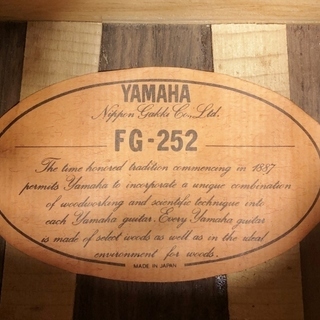 YAMAHA
Nippon Gakki Co., Ltd.
FG-252
The time honored tradition commencing in 1887
permits Yamaha to incorporate a unique combination
of woodworking and scientific technique into
each Yamaha guitar. Every Yamaha guitar
is made of select woods as well as in the ideal
environment for woods.
MADE IN JAPAN